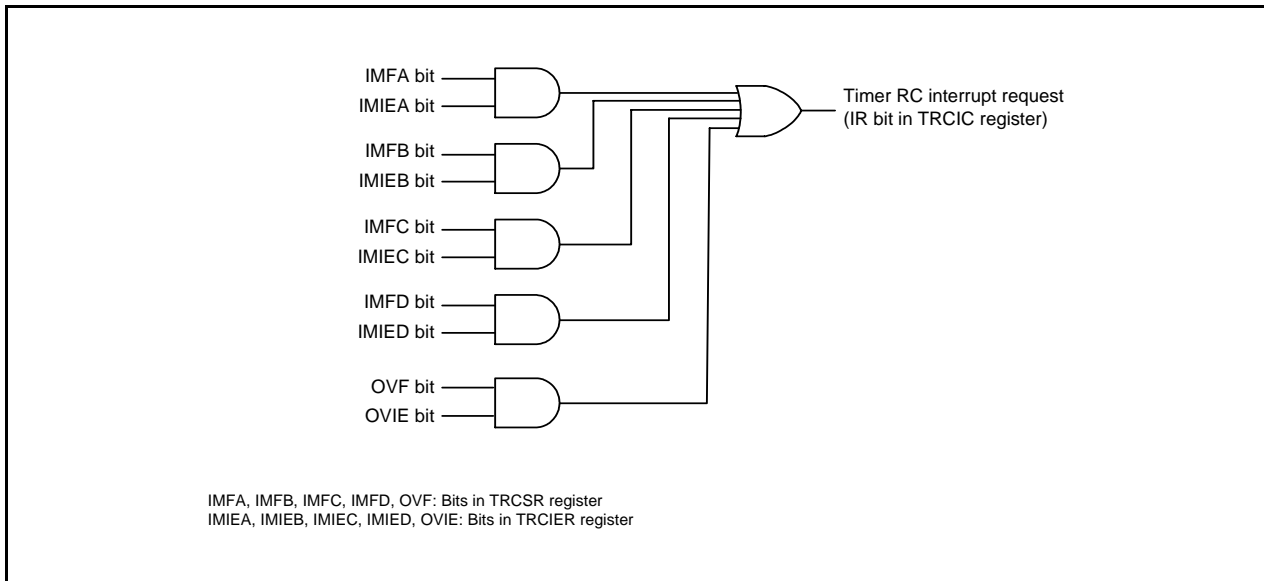 IMFA bit
IMIEA bit
IMFB bit
IMIEB bit
IMFC bit
IMIEC bit
IMFD bit
IMIED bit
OVF bit
OVIE bit
Timer RC interrupt request
(IR bit in TRCIC register)
IMFA, IMFB, IMFC, IMFD, OVF: Bits in TRCSR register
IMIEA, IMIEB, IMIEC, IMIED, OVIE: Bits in TRCIER register